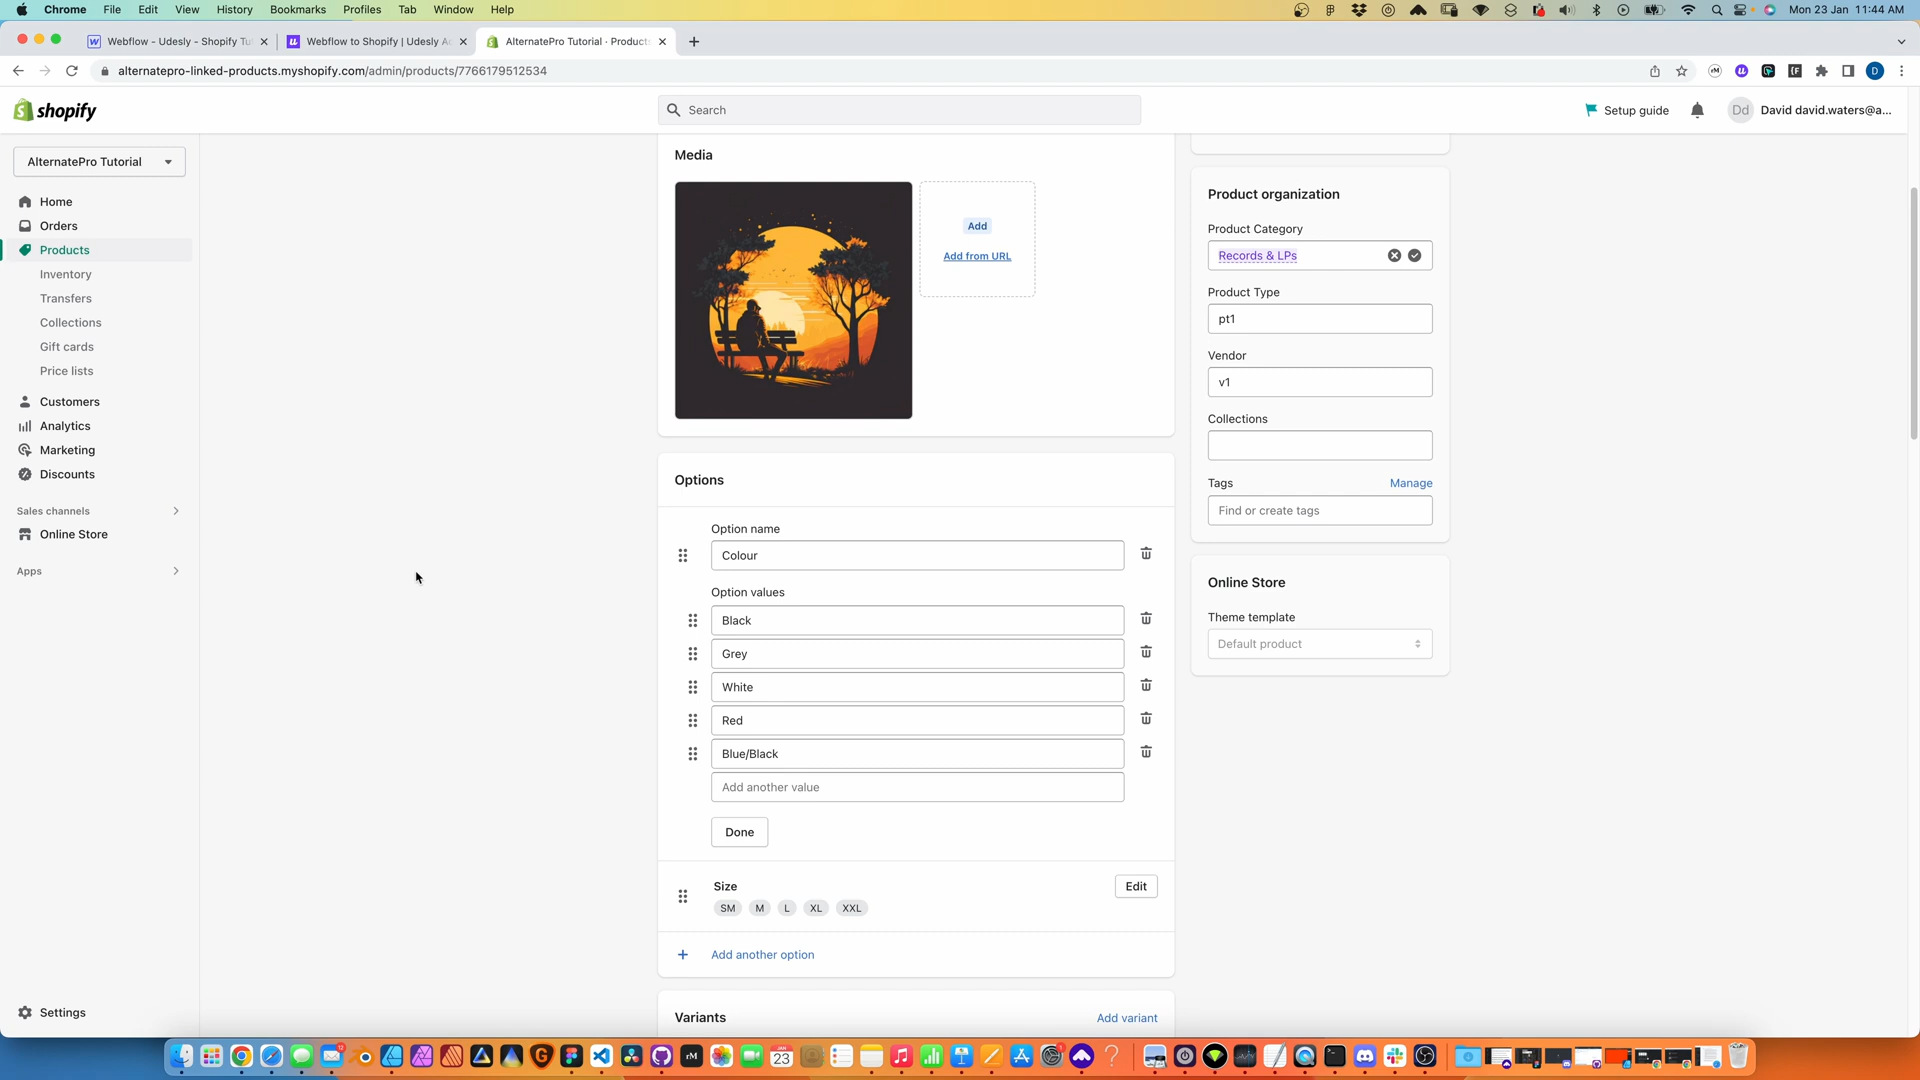 Chrome File Edit View History Bookmarks Profiles Tab Window Help
Mon 23 Jan 11:44 AM
Webflow - Udesly - Shopify Tu
Webflow to Shopify | Udesly A
AlternatePro Tutorial · Product
alternatepro-linked-products.myshopify.com/admin/products/7766179512534
D
shopify
Search
Setup guide
Dd
David david.waters@a...
AlternatePro Tutorial
Home
Orders
Products
Inventory
Transfers
Collections
Gift cards
Price lists
Customers
Analytics
Marketing
Discounts
Sales channels
Online Store
Apps
Settings
Media
Add
Add from URL
Options
Option name
Colour
Option values
Black
Grey
White
Red
Blue/Black
Add another value
Done
Size
Edit
SM M L XL XXL
+ Add another option
Variants
Add variant
Product organization
Product Category
Records & LPs
Product Type
pt1
Vendor
v1
Collections
Tags
Manage
Find or create tags
Online Store
Theme template
Default product